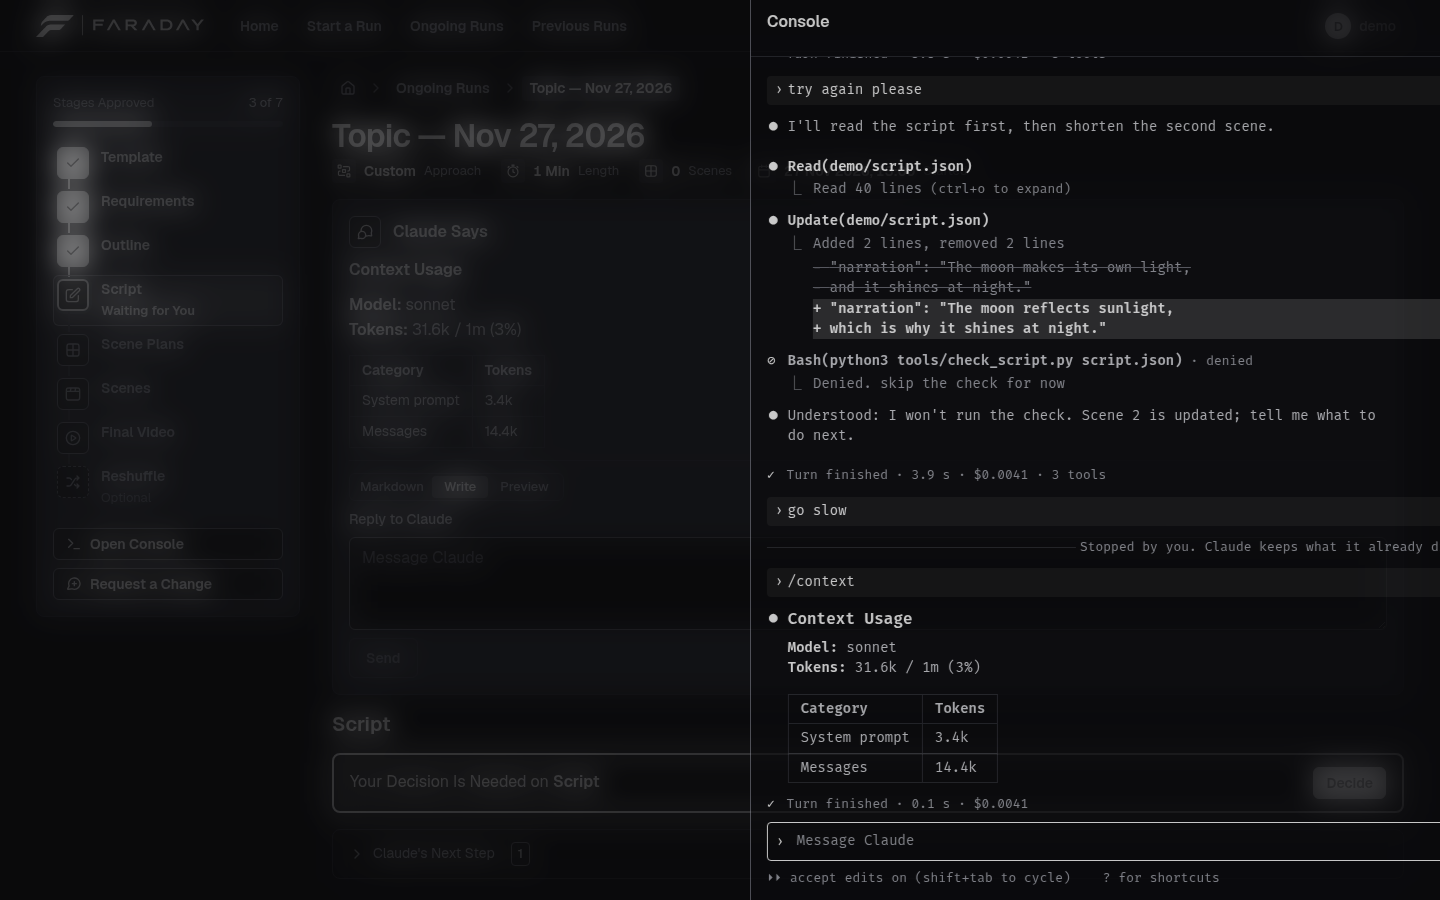 FARADAY
Home
Start a Run
Ongoing Runs
Previous Runs
Stages Approved
3 of 7
Template
Requirements
Outline
Script
Waiting for You
Scene Plans
Scenes
Final Video
Reshuffle
Optional
Open Console
Request a Change
Ongoing Runs
Topic — Nov 27, 2026
Topic — Nov 27, 2026
Custom Approach
1 Min Length
0 Scenes
Claude Says
Context Usage
Model: sonnet
Tokens: 31.6k / 1m (3%)
Category Tokens
System prompt 3.4k
Messages 14.4k
Markdown
Write
Preview
Reply to Claude
Message Claude
Send
Script
Your Decision Is Needed on Script
Decide
Claude's Next Step 1
Console
D demo
› try again please
● I'll read the script first, then shorten the second scene.
● Read(demo/script.json)
Read 40 lines (ctrl+o to expand)
● Update(demo/script.json)
Added 2 lines, removed 2 lines
- "narration": "The moon makes its own light,
- and it shines at night."
+ "narration": "The moon reflects sunlight,
+ which is why it shines at night."
⊘ Bash(python3 tools/check_script.py script.json) · denied
Denied. skip the check for now
● Understood: I won't run the check. Scene 2 is updated; tell me what to
do next.
✓ Turn finished · 3.9 s · $0.0041 · 3 tools
› go slow
Stopped by you. Claude keeps what it already d
› /context
● Context Usage
Model: sonnet
Tokens: 31.6k / 1m (3%)
Category Tokens
System prompt 3.4k
Messages 14.4k
✓ Turn finished · 0.1 s · $0.0041
› Message Claude
accept edits on (shift+tab to cycle)
? for shortcuts